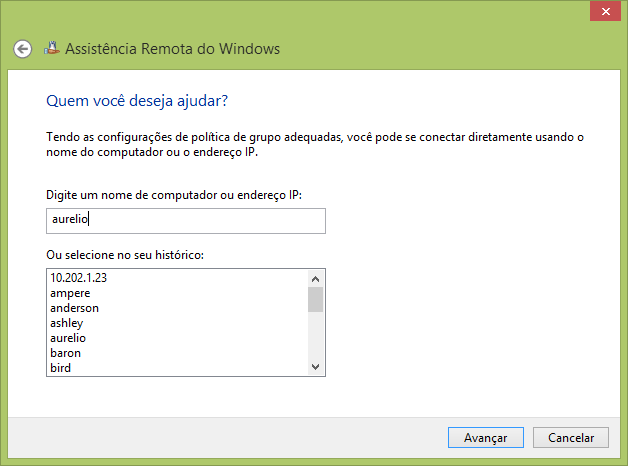 Assistência Remota do Windows
Quem você deseja ajudar?
Tendo as configurações de política de grupo adequadas, você pode se conectar diretamente usando o
nome do computador ou o endereço IP.
Digite um nome de computador ou endereço IP:
aurelio
Ou selecione no seu histórico:
10.202.1.23
ampere
anderson
ashley
aurelio
baron
bird
Avançar Cancelar